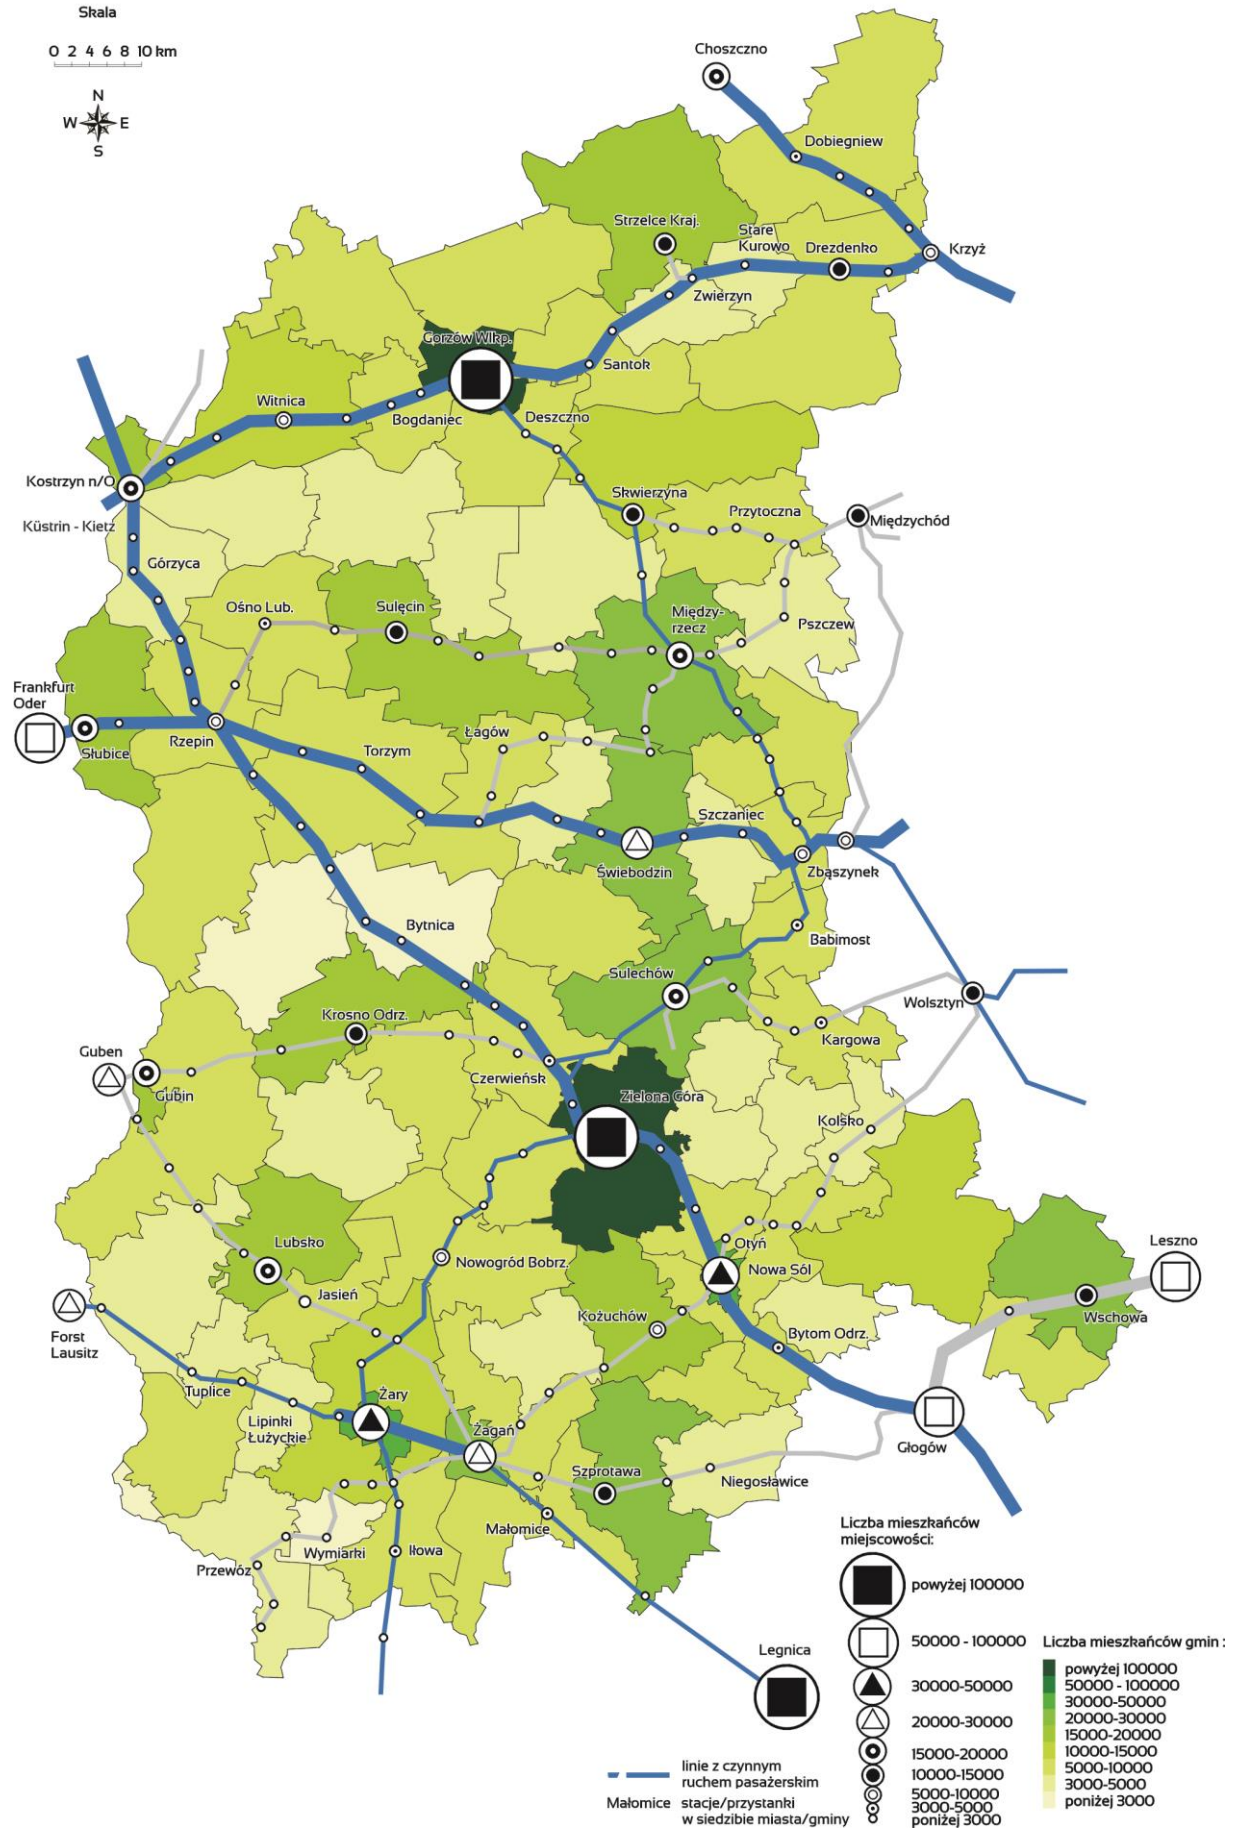 Skala
0 2 4 6 8 10 km
N
W E
S
Choszczno
Dobiegniew
Strzelce Kraj.
Stare
Kurowo
Drezdenko
Krzyż
Zwierzyn
Gorzów Wlkp.
Santok
Witnica
Bogdaniec
Deszczno
Kostrzyn n/O
Skwierzyna
Przytoczna
Międzychód
Küstrin - Kietz
Górzyca
Ośno Lub.
Sulęcin
Między-
rzecz
Pszczew
Frankfurt
Oder
Słubice
Rzepin
Torzym
Łagów
Szczaniec
Świebodzin
Zbąszynek
Bytnica
Babimost
Sulechów
Wolsztyn
Krosno Odrz.
Kargowa
Guben
Gubin
Czerwieńsk
Zielona Góra
Kolsko
Lubsko
Nowogród Bobrz.
Otyń
Nowa Sól
Leszno
Jasień
Kożuchów
Wschowa
Forst
Lausitz
Bytom Odrz.
Tuplice
Żary
Lipinki
Łużyckie
Żagań
Głogów
Szprotawa
Niegosławice
Małomice
Wymiarki
Iłowa
Przewóz
Legnica
Liczba mieszkańców
miejscowości:
powyżej 100000
50000 - 100000
30000-50000
20000-30000
15000-20000
10000-15000
5000-10000
3000-5000
poniżej 3000
Liczba mieszkańców gmin :
powyżej 100000
50000 - 100000
30000-50000
20000-30000
15000-20000
10000-15000
5000-10000
3000-5000
poniżej 3000
linie z czynnym
ruchem pasażerskim
Małomice stacje/przystanki
w siedzibie miasta/gminy